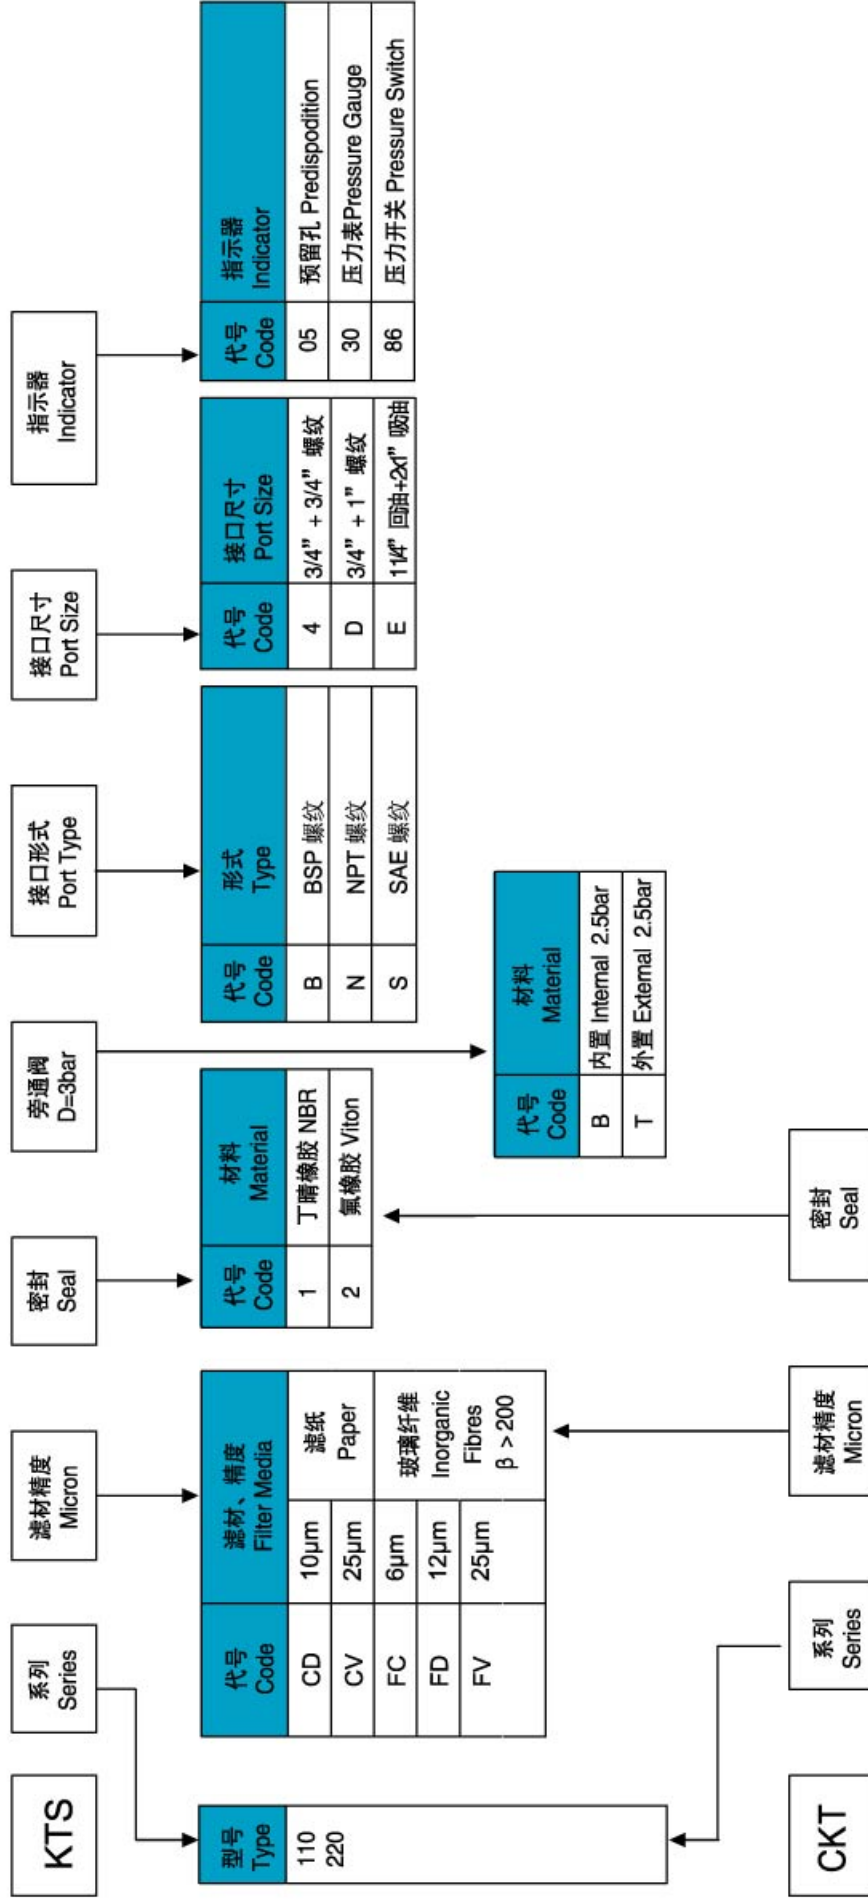 KTS
系列
Series
滤材精度
Micron
密封
Seal
旁通阀
D=3bar
接口形式
Port Type
接口尺寸
Port Size
指示器
Indicator
型号
Type
110
220
代号
Code
滤材、精度
Filter Media
CD
10μm
滤纸
Paper
CV
25μm
FC
6μm
玻璃纤维
Inorganic
Fibres
β > 200
FD
12μm
FV
25μm
代号
Code
材料
Material
1
丁晴橡胶 NBR
2
氟橡胶 Viton
代号
Code
材料
Material
B
内置 Internal 2.5bar
T
外置 External 2.5bar
代号
Code
形式
Type
B
BSP 螺纹
N
NPT 螺纹
S
SAE 螺纹
代号
Code
接口尺寸
Port Size
4
3/4" + 3/4" 螺纹
D
3/4" + 1" 螺纹
E
11/4" 回油+2x1" 吸油
代号
Code
指示器
Indicator
05
预留孔 Predispodition
30
压力表Pressure Gauge
86
压力开关 Pressure Switch
CKT
系列
Series
滤材精度
Micron
密封
Seal